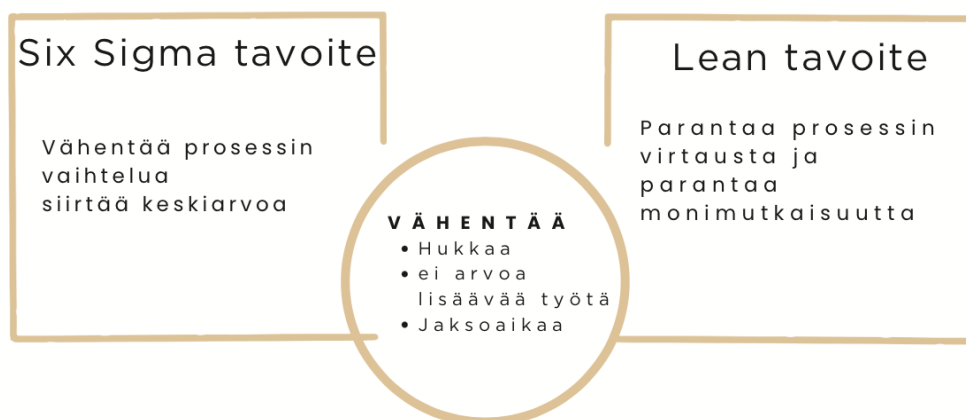 Six Sigma tavoite
Vähentää prosessin
vaihtelua
siirtää keskiarvoa
VÄHENTÄÄ
Hukkaa
ei arvoa
lisäävää työtä
Jaksoaikaa
Lean tavoite
Parantaa prosessin
virtausta ja
parantaa
monimutkaisuutta